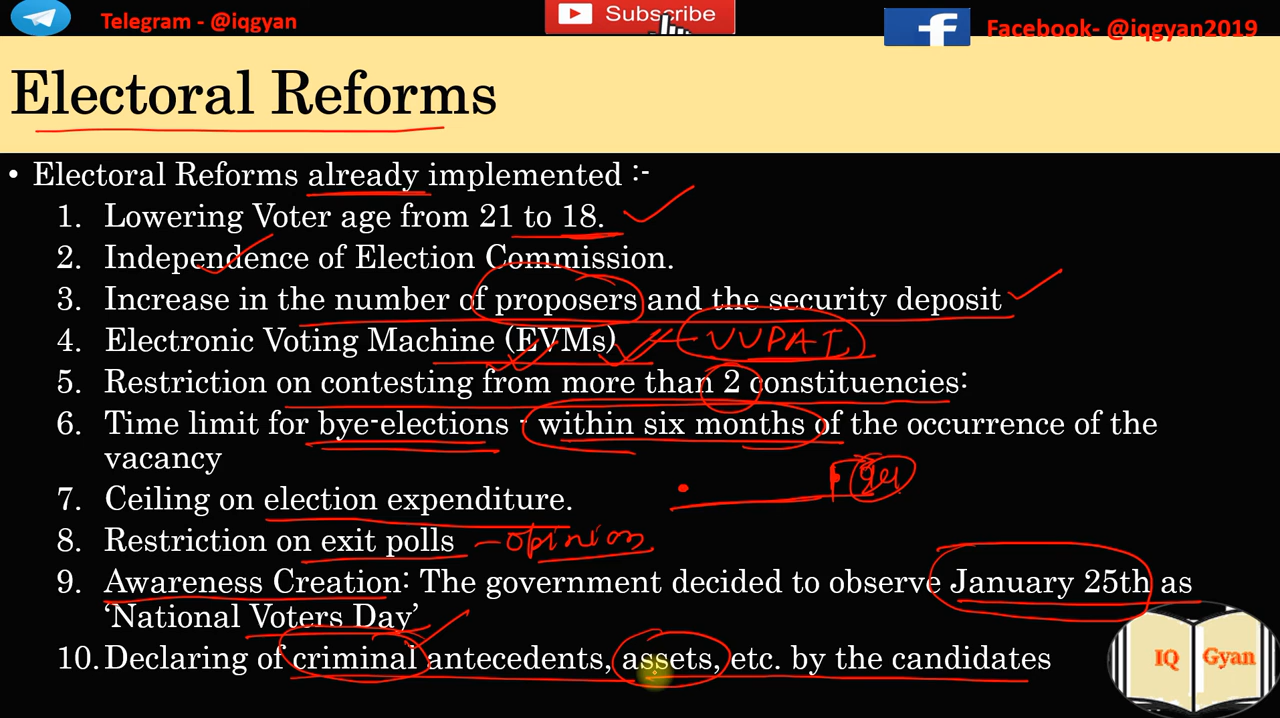 Telegram - @iqgyan
Subscribe
Facebook- @iqgyan2019
Electoral Reforms
• Electoral Reforms already implemented :-
1. Lowering Voter age from 21 to 18.
2. Independence of Election Commission.
3. Increase in the number of proposers and the security deposit
4. Electronic Voting Machine (EVMs) VVPAT
5. Restriction on contesting from more than 2 constituencies:
6. Time limit for bye-elections - within six months of the occurrence of the
vacancy
7. Ceiling on election expenditure.
8. Restriction on exit polls - opinion
9. Awareness Creation: The government decided to observe January 25th as
‘National Voters Day’
10. Declaring of criminal antecedents, assets, etc. by the candidates
IQ Gyan